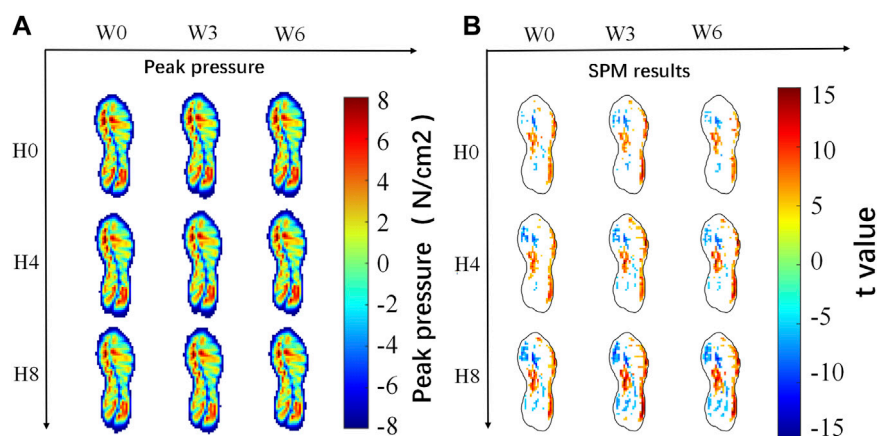 A
W0 W3 W6
Peak pressure
H0
H4
H8
8
6
4
2
0
-2
-4
-6
-8
Peak pressure ( N/cm2 )
B
W0 W3 W6
SPM results
H0
H4
H8
15
10
5
0
-5
-10
-15
t value